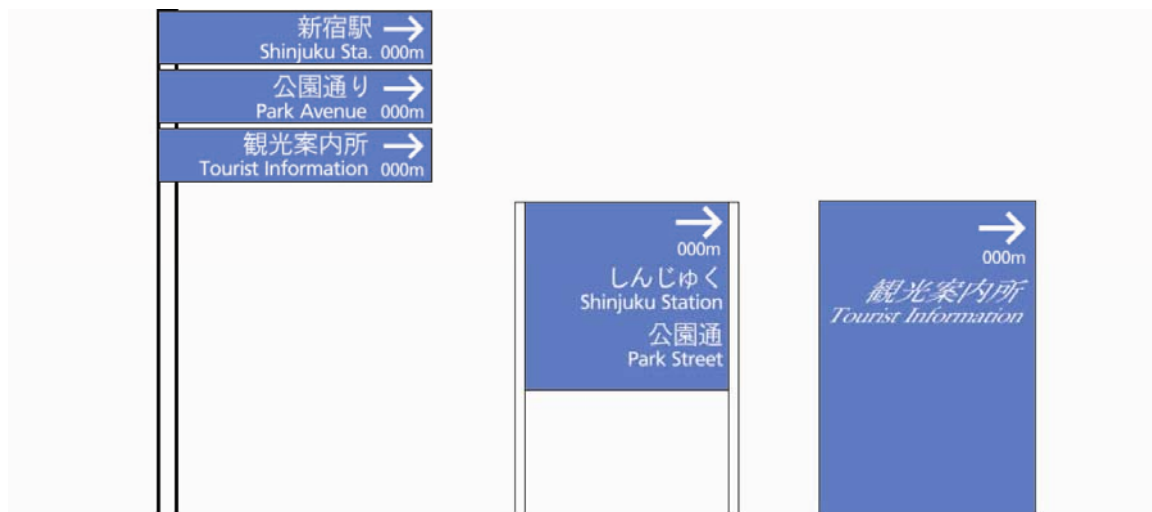 新宿駅 →
Shinjuku Sta. 000m
公園通り →
Park Avenue 000m
観光案内所 →
Tourist Information 000m
→
000m
しんじゅく
Shinjuku Station
公園通
Park Street
→
000m
観光案内所
Tourist Information